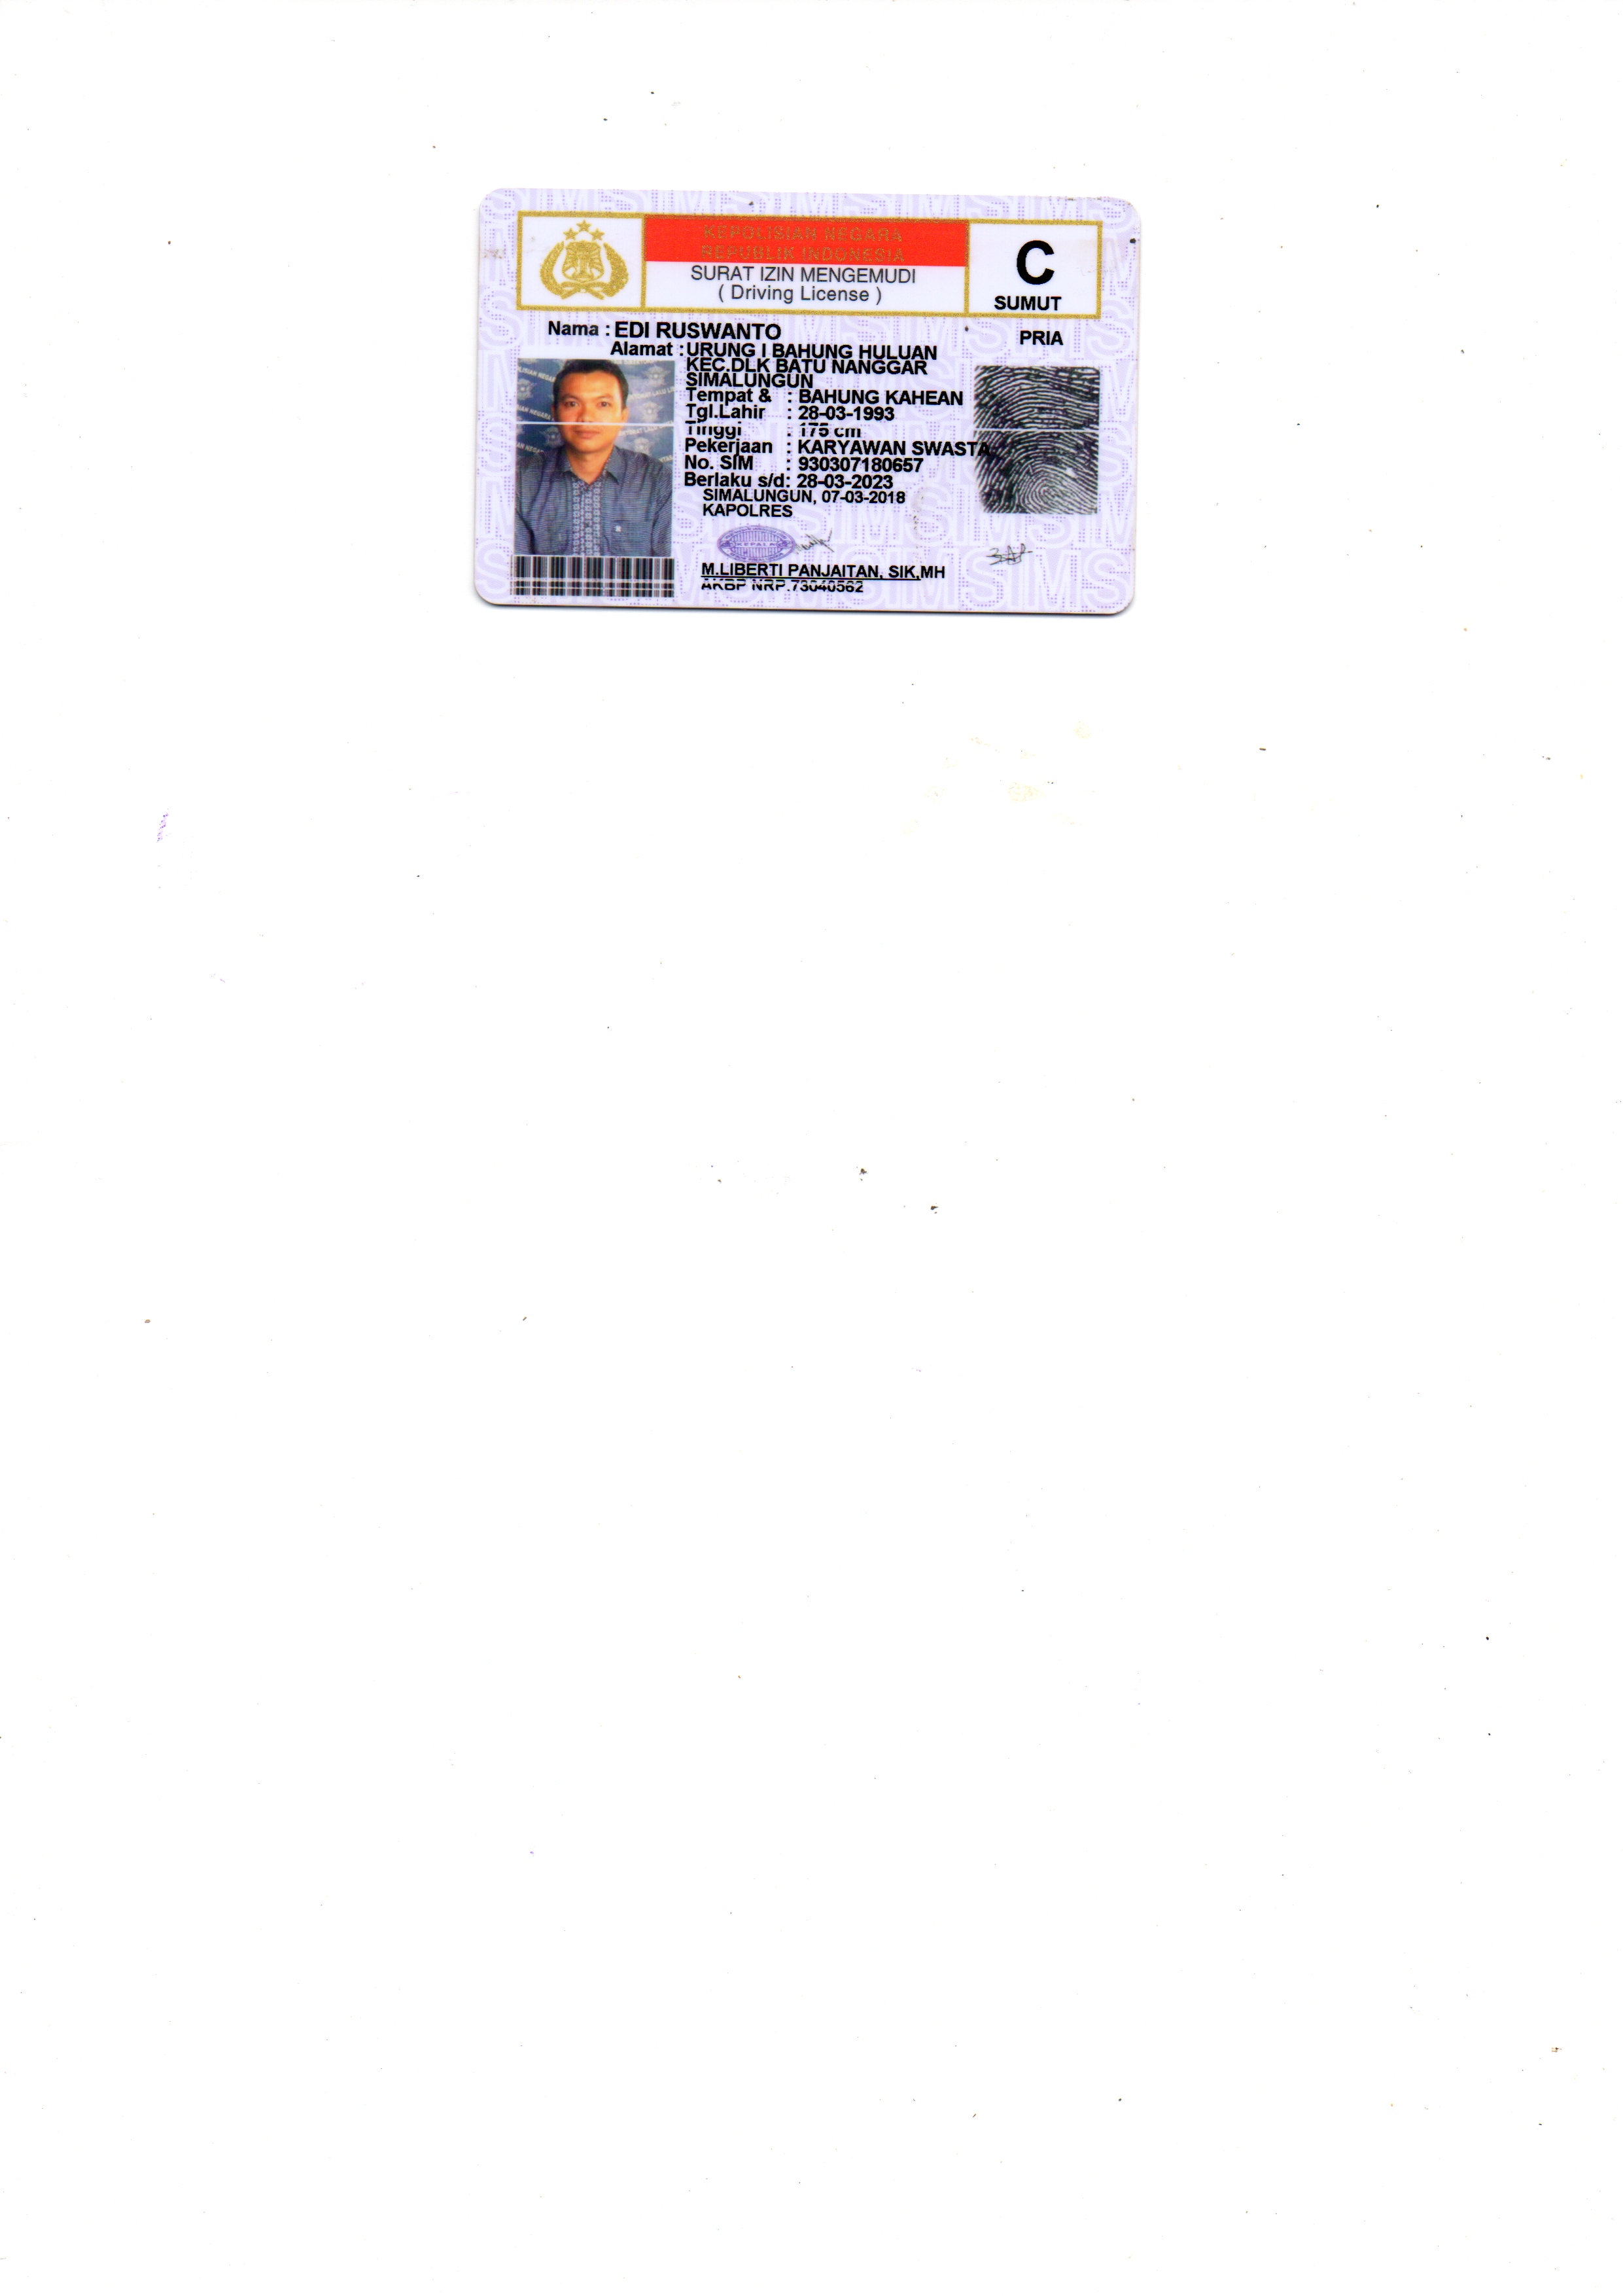 KEPOLISIAN NEGARA
REPUBLIK INDONESIA
SURAT IZIN MENGEMUDI
( Driving License )
C
SUMUT
Nama : EDI RUSWANTO
PRIA
Alamat : URUNG I BAHUNG HULUAN
KEC.DLK BATU NANGGAR
SIMALUNGUN
Tempat & : BAHUNG KAHEAN
Tgl.Lahir : 28-03-1993
Tinggi : 175 cm
Pekerjaan : KARYAWAN SWASTA
No. SIM : 930307180657
Berlaku s/d: 28-03-2023
SIMALUNGUN, 07-03-2018
KAPOLRES
KEPALA
M.LIBERTI PANJAITAN, SIK,MH
AKBP NRP.73040562